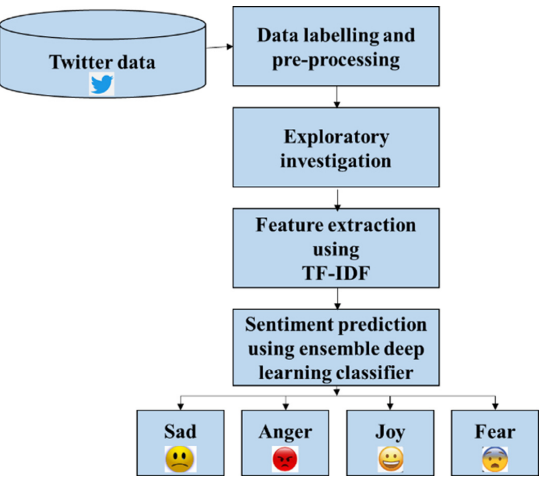 Twitter data
Data labelling and
pre-processing
Exploratory
investigation
Feature extraction
using
TF-IDF
Sentiment prediction
using ensemble deep
learning classifier
Sad
Anger
Joy
Fear